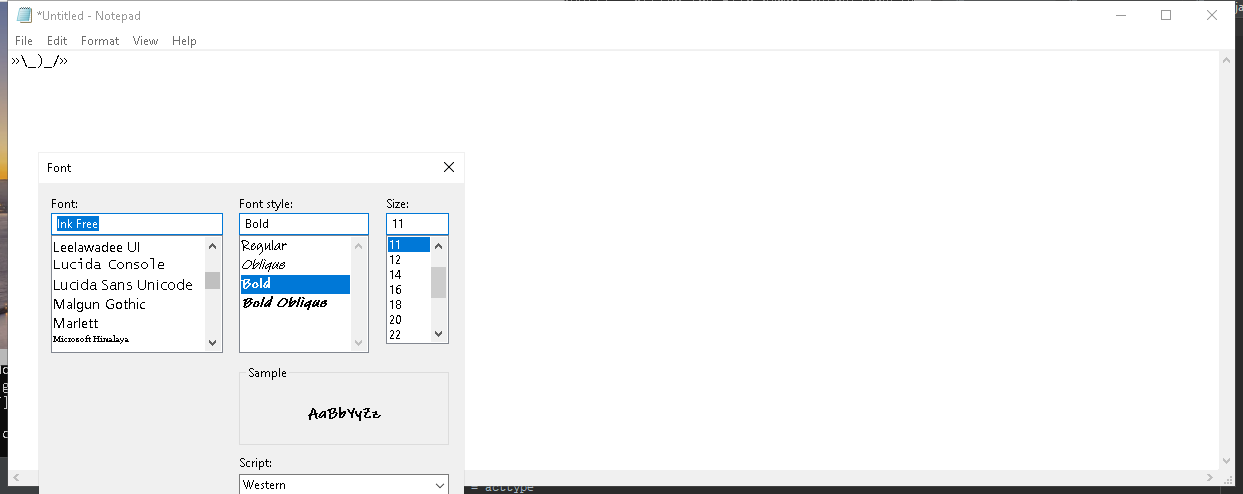 *Untitled - Notepad
File Edit Format View Help
»\_)_/»
Font
Font: Font style: Size:
Ink Free Bold 11
Leelawadee UI Regular 11
Lucida Console Oblique 12
Lucida Sans Unicode Bold 14
Malgun Gothic Bold Oblique 16
Marlett 18
Microsoft Himalaya 20
22
Sample
AaBbYyZz
Script:
Western
= acctype